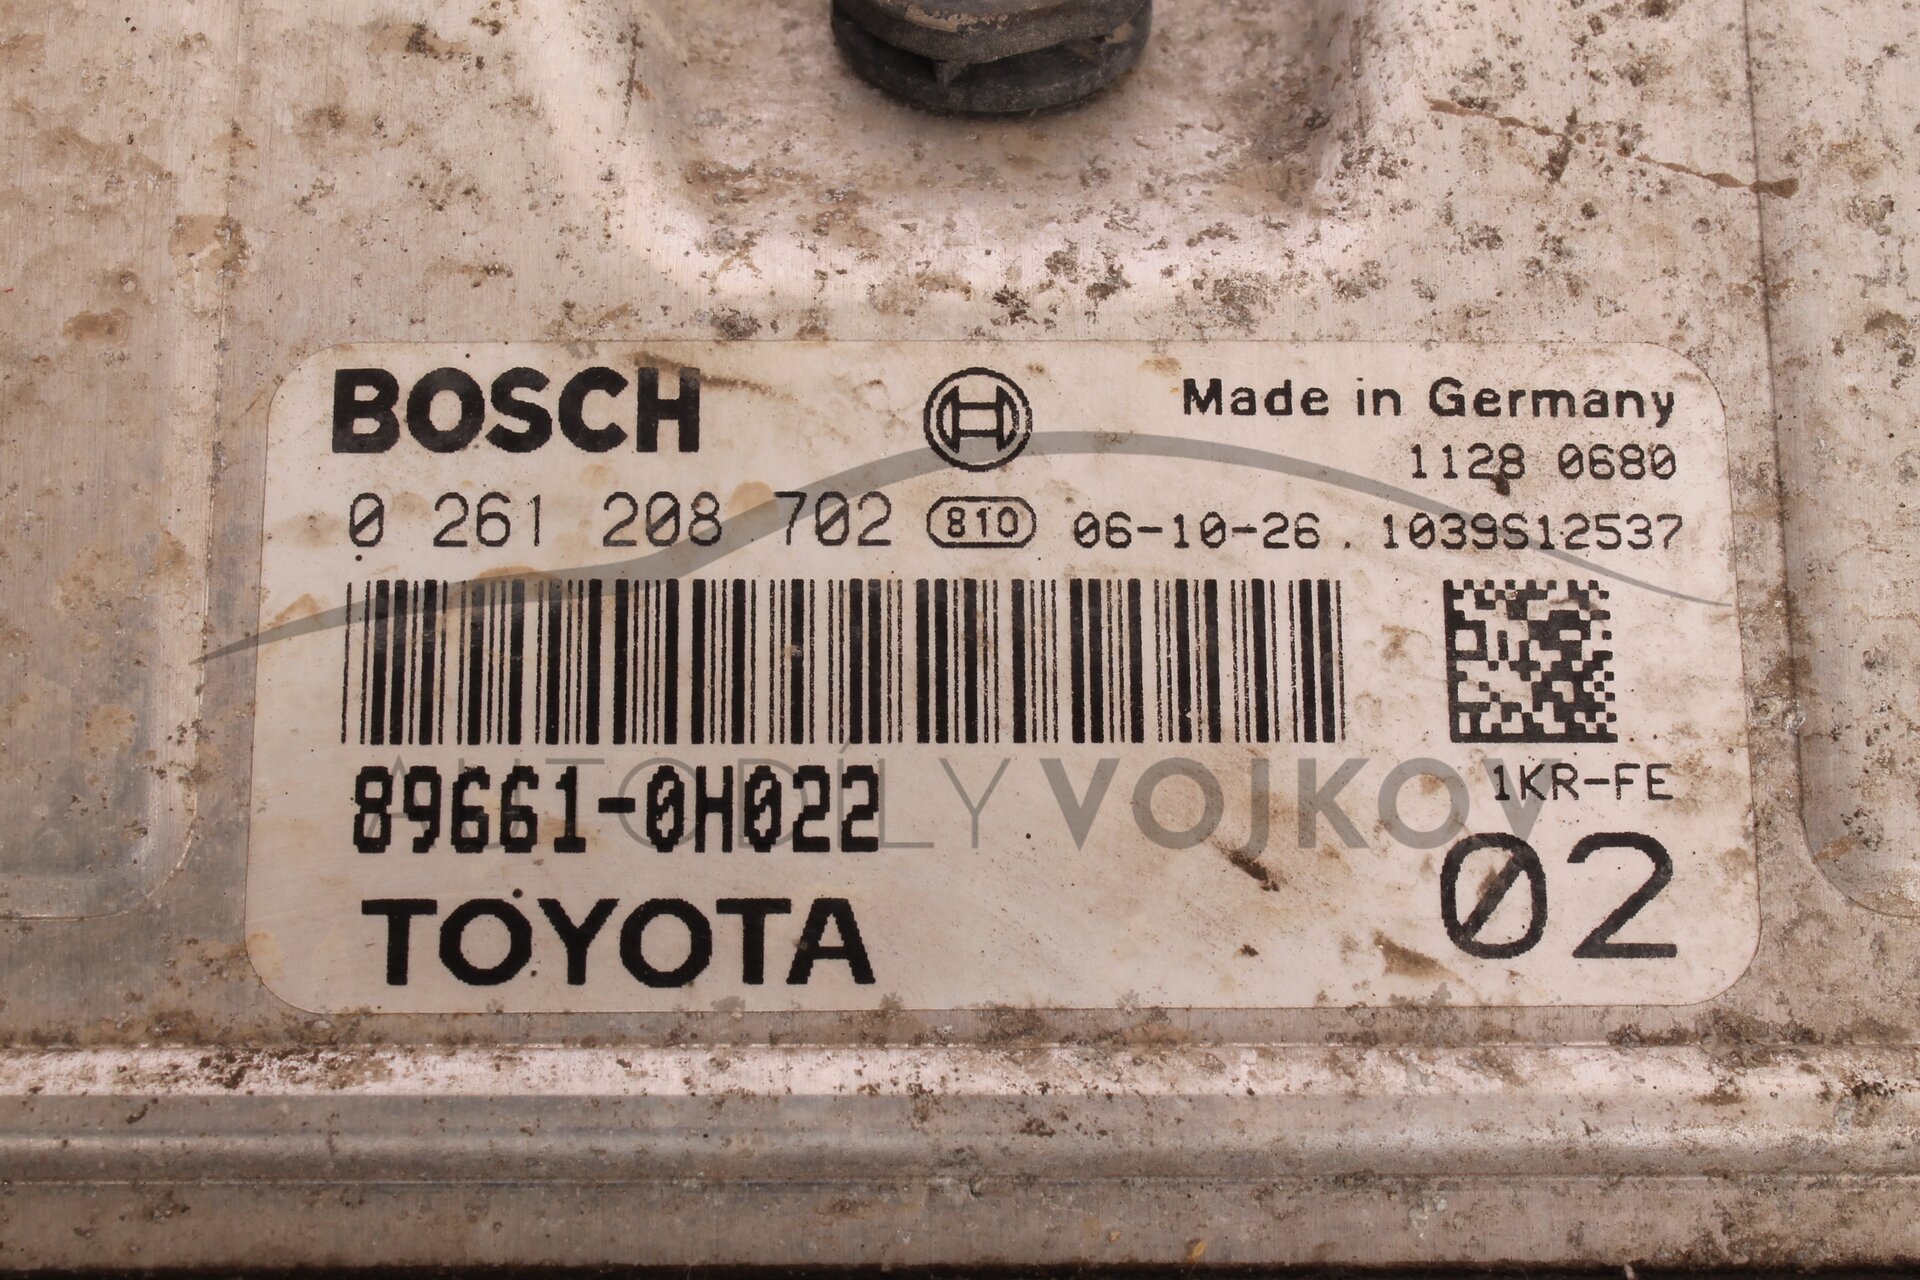 BOSCH
Made in Germany
1128 0680
0 261 208 702 810 06-10-26. 1039S12537
89661-0H022
1KR-FE
AUTODÍLY VOJKOV
02
TOYOTA